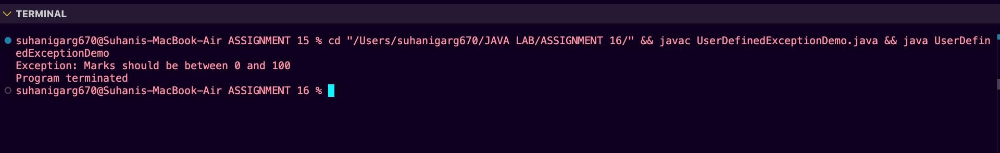 TERMINAL
suhanigarg670@Suhanis-MacBook-Air ASSIGNMENT 15 % cd "/Users/suhanigarg670/JAVA LAB/ASSIGNMENT 16/" && javac UserDefinedExceptionDemo.java && java UserDefin
edExceptionDemo
Exception: Marks should be between 0 and 100
Program terminated
suhanigarg670@Suhanis-MacBook-Air ASSIGNMENT 16 %